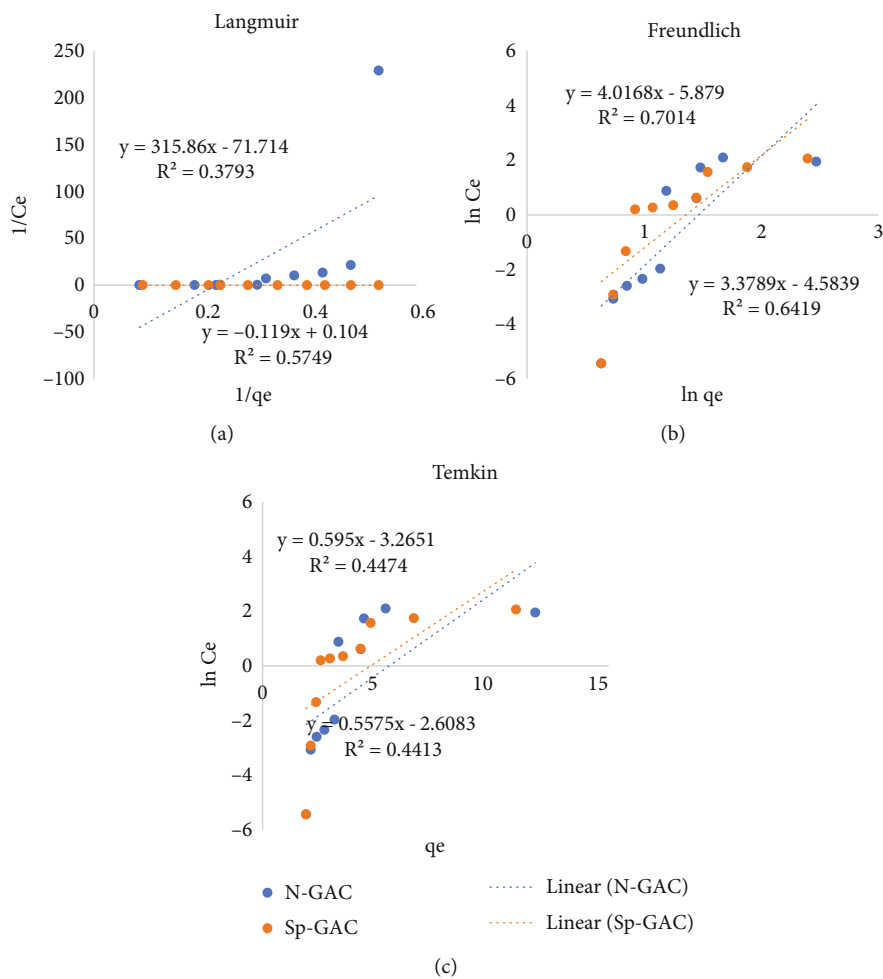 Langmuir
250
200
150
100
50
0
−50
−100
0
0.2
0.4
0.6
1/Ce
1/qe
y = 315.86x - 71.714
R² = 0.3793
y = –0.119x + 0.104
R² = 0.5749
(a)
Freundlich
6
4
2
0
−2
−4
−6
0
1
2
3
ln Ce
ln qe
y = 4.0168x - 5.879
R² = 0.7014
y = 3.3789x - 4.5839
R² = 0.6419
(b)
Temkin
6
4
2
0
−2
−4
−6
0
5
10
15
ln Ce
qe
y = 0.595x - 3.2651
R² = 0.4474
y = 0.5575x - 2.6083
R² = 0.4413
N-GAC
Linear (N-GAC)
Sp-GAC
Linear (Sp-GAC)
(c)